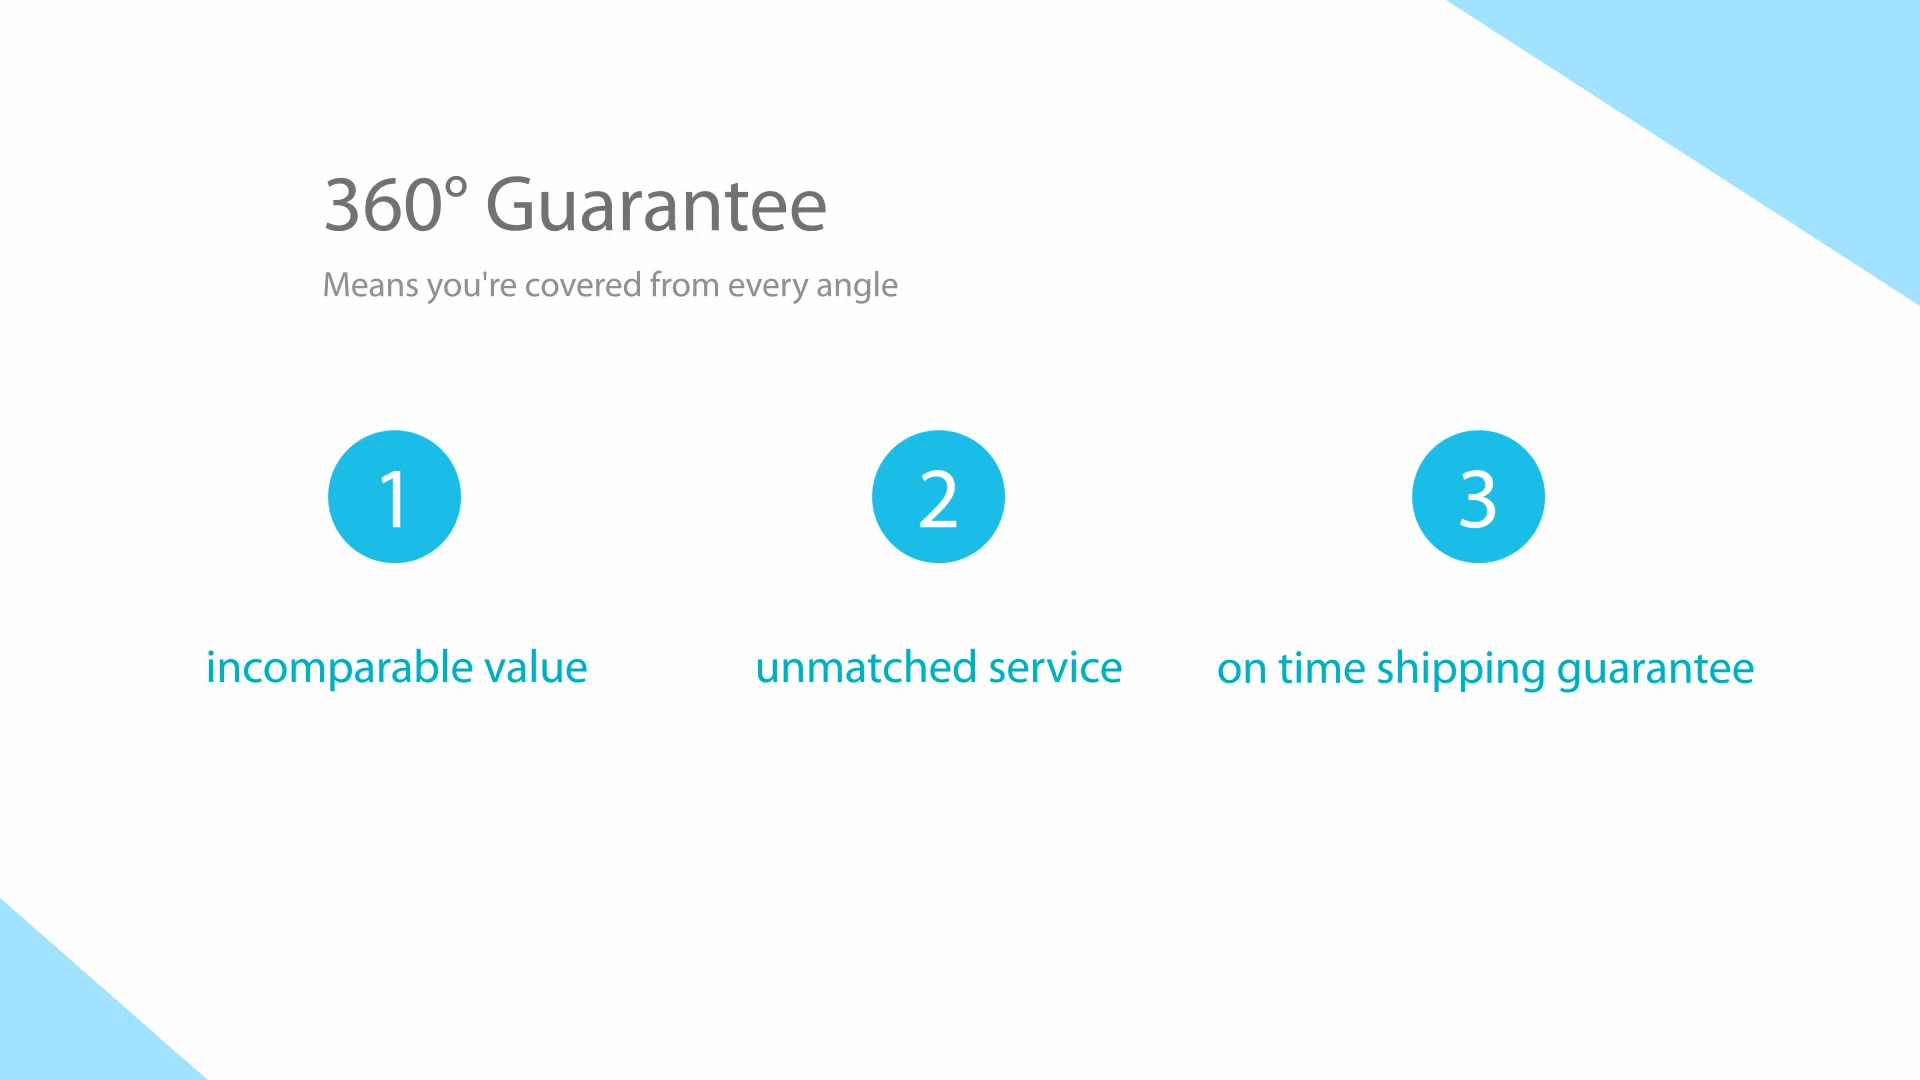 360° Guarantee
Means you're covered from every angle
1
2
3
incomparable value
unmatched service
on time shipping guarantee